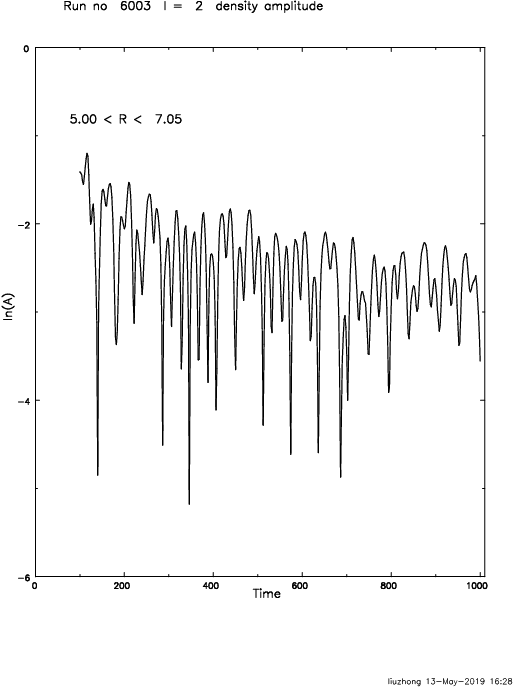 Run no 6003 l = 2 density amplitude
0
5.00 < R < 7.05
-2
ln(A)
-4
-6
0 200 400 600 800 1000
Time
liuzhong 13-May-2019 16:28